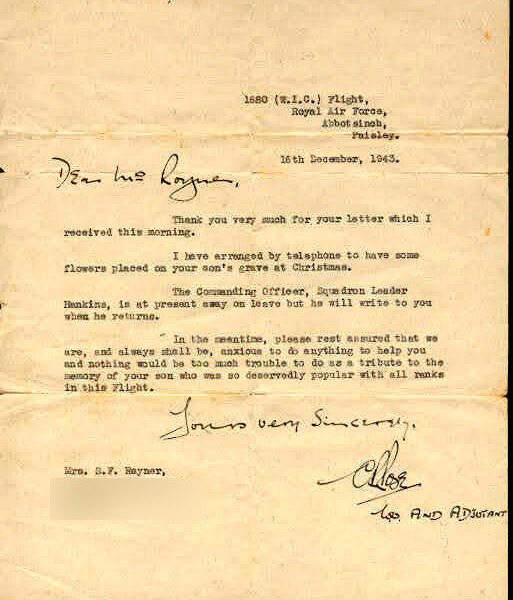 1680 (W.I.C.) Flight,
Royal Air Force,
Abbotsinch,
Paisley.
16th December, 1943.
Dear Mrs Rayner,
Thank you very much for your letter which I
received this morning.
I have arranged by telephone to have some
flowers placed on your son's grave at Christmas.
The Commanding Officer, Squadron Leader
Hankins, is at present away on leave but he will write to you
when he returns.
In the meantime, please rest assured that we
are, and always shall be, anxious to do anything to help you
and nothing would be too much trouble to do as a tribute to the
memory of your son who was so deservedly popular with all ranks
in this Flight.
Yours very Sincerely.
Mrs. S.F. Rayner,
AND ADJUTANT